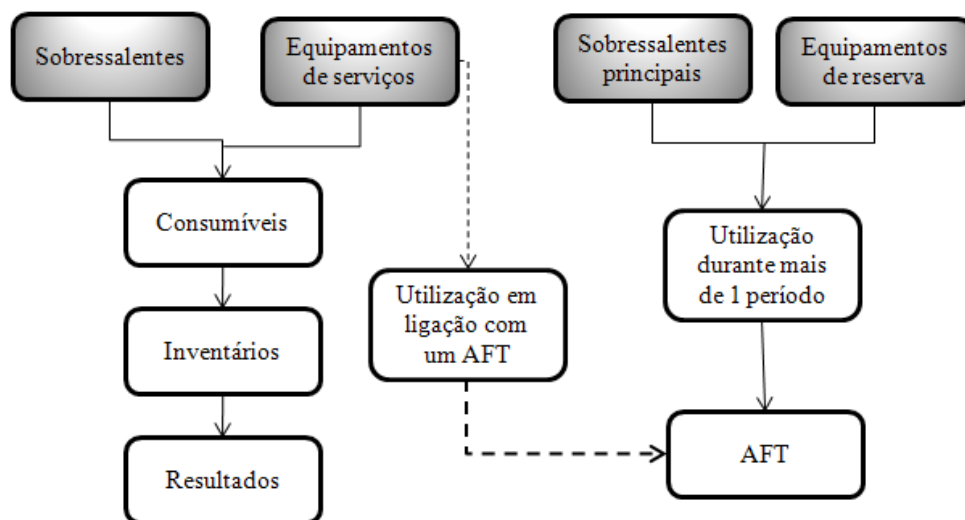 Sobressalentes
Equipamentos
de serviços
Sobressalentes
principais
Equipamentos
de reserva
Consumíveis
Utilização
durante mais
de 1 período
Utilização em
ligação com
um AFT
Inventários
AFT
Resultados